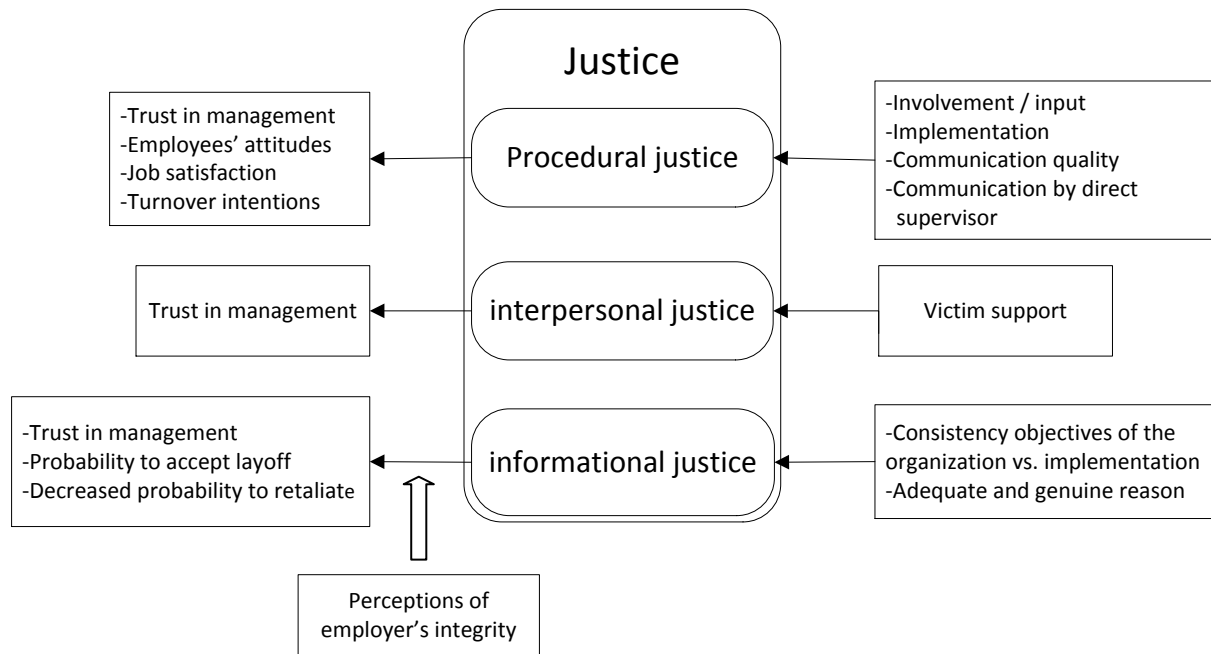 Justice
-Trust in management
-Employees’ attitudes
-Job satisfaction
-Turnover intentions
Procedural justice
-Involvement / input
-Implementation
-Communication quality
-Communication by direct
supervisor
Trust in management
interpersonal justice
Victim support
-Trust in management
-Probability to accept layoff
-Decreased probability to retaliate
informational justice
-Consistency objectives of the
organization vs. implementation
-Adequate and genuine reason
Perceptions of
employer’s integrity